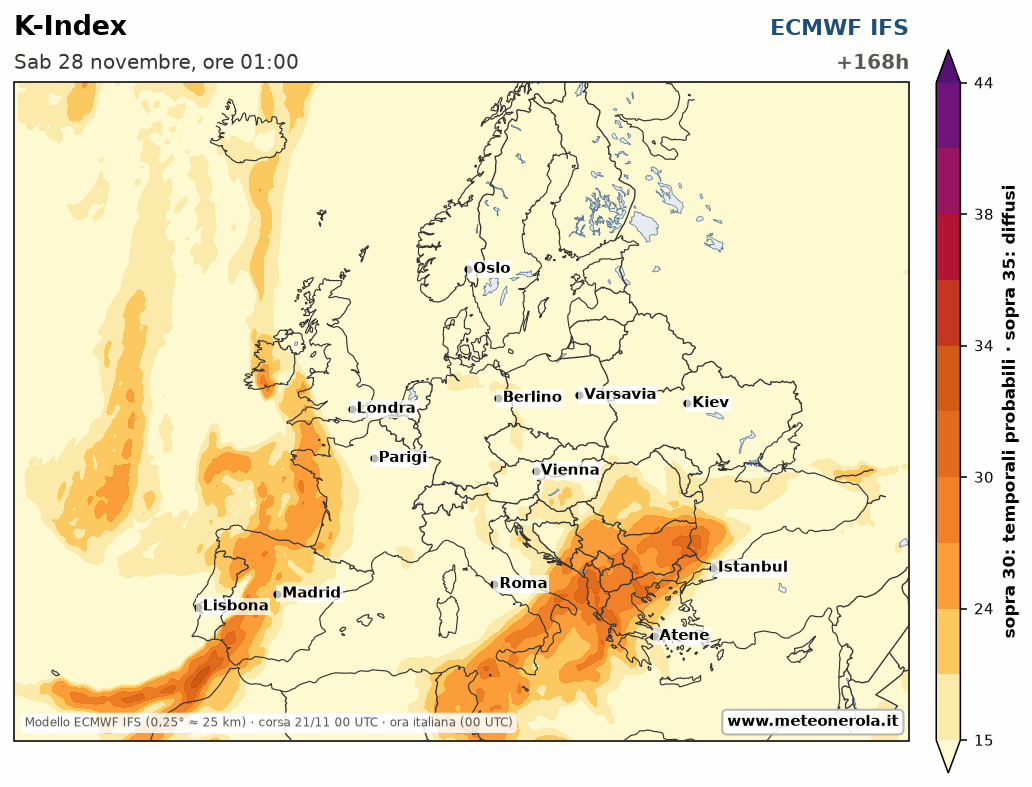 K-Index
ECMWF IFS
Sab 28 novembre, ore 01:00
+168h
44
38
34
30
24
15
sopra 30: temporali probabili · sopra 35: diffusi
Oslo
Londra
Berlino
Varsavia
Kiev
Parigi
Vienna
Roma
Istanbul
Madrid
Lisbona
Atene
Modello ECMWF IFS (0,25° ≈ 25 km) · corsa 21/11 00 UTC · ora italiana (00 UTC)
www.meteonerola.it